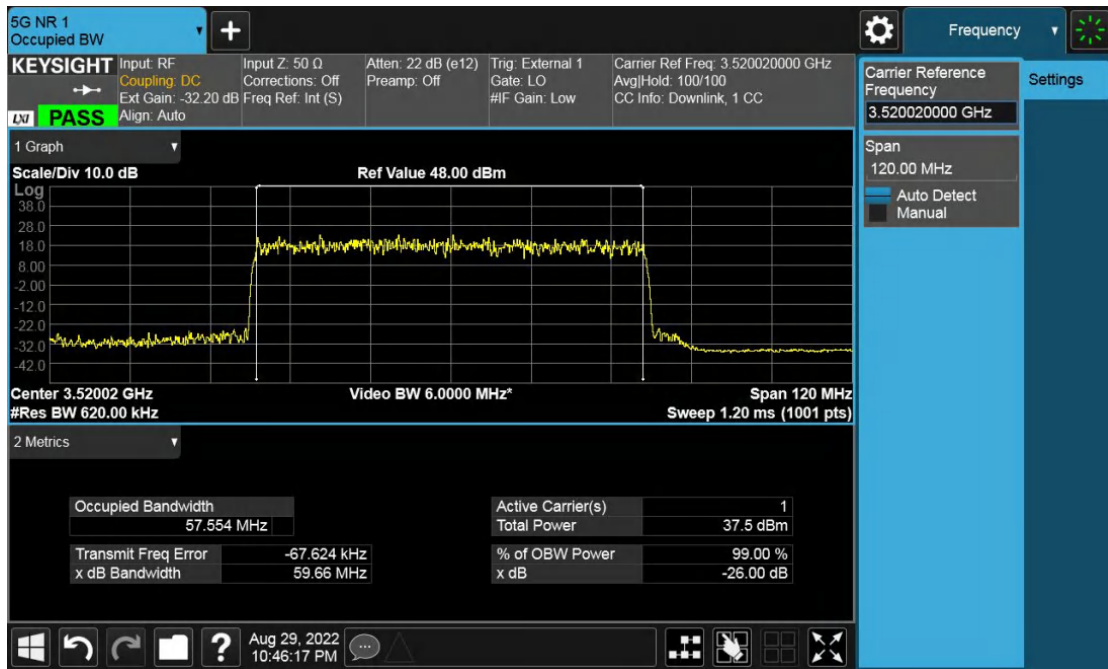 5G NR 1
Occupied BW
+
Frequency
KEYSIGHT
LXI PASS
Input: RF
Coupling: DC
Ext Gain: -32.20 dB
Align: Auto
Input Z: 50 Ω
Corrections: Off
Freq Ref: Int (S)
Atten: 22 dB (e12)
Preamp: Off
Trig: External 1
Gate: LO
#IF Gain: Low
Carrier Ref Freq: 3.520020000 GHz
Avg|Hold: 100/100
CC Info: Downlink, 1 CC
Carrier Reference
Frequency
3.520020000 GHz
Span
120.00 MHz
Auto Detect
Manual
Settings
1 Graph
Scale/Div 10.0 dB
Ref Value 48.00 dBm
Log
38.0
28.0
18.0
8.00
-2.00
-12.0
-22.0
-32.0
-42.0
Center 3.52002 GHz
Video BW 6.0000 MHz*
Span 120 MHz
#Res BW 620.00 kHz
Sweep 1.20 ms (1001 pts)
2 Metrics
Occupied Bandwidth
57.554 MHz
Transmit Freq Error -67.624 kHz
x dB Bandwidth 59.66 MHz
Active Carrier(s) 1
Total Power 37.5 dBm
% of OBW Power 99.00 %
x dB -26.00 dB
?
Aug 29, 2022
10:46:17 PM